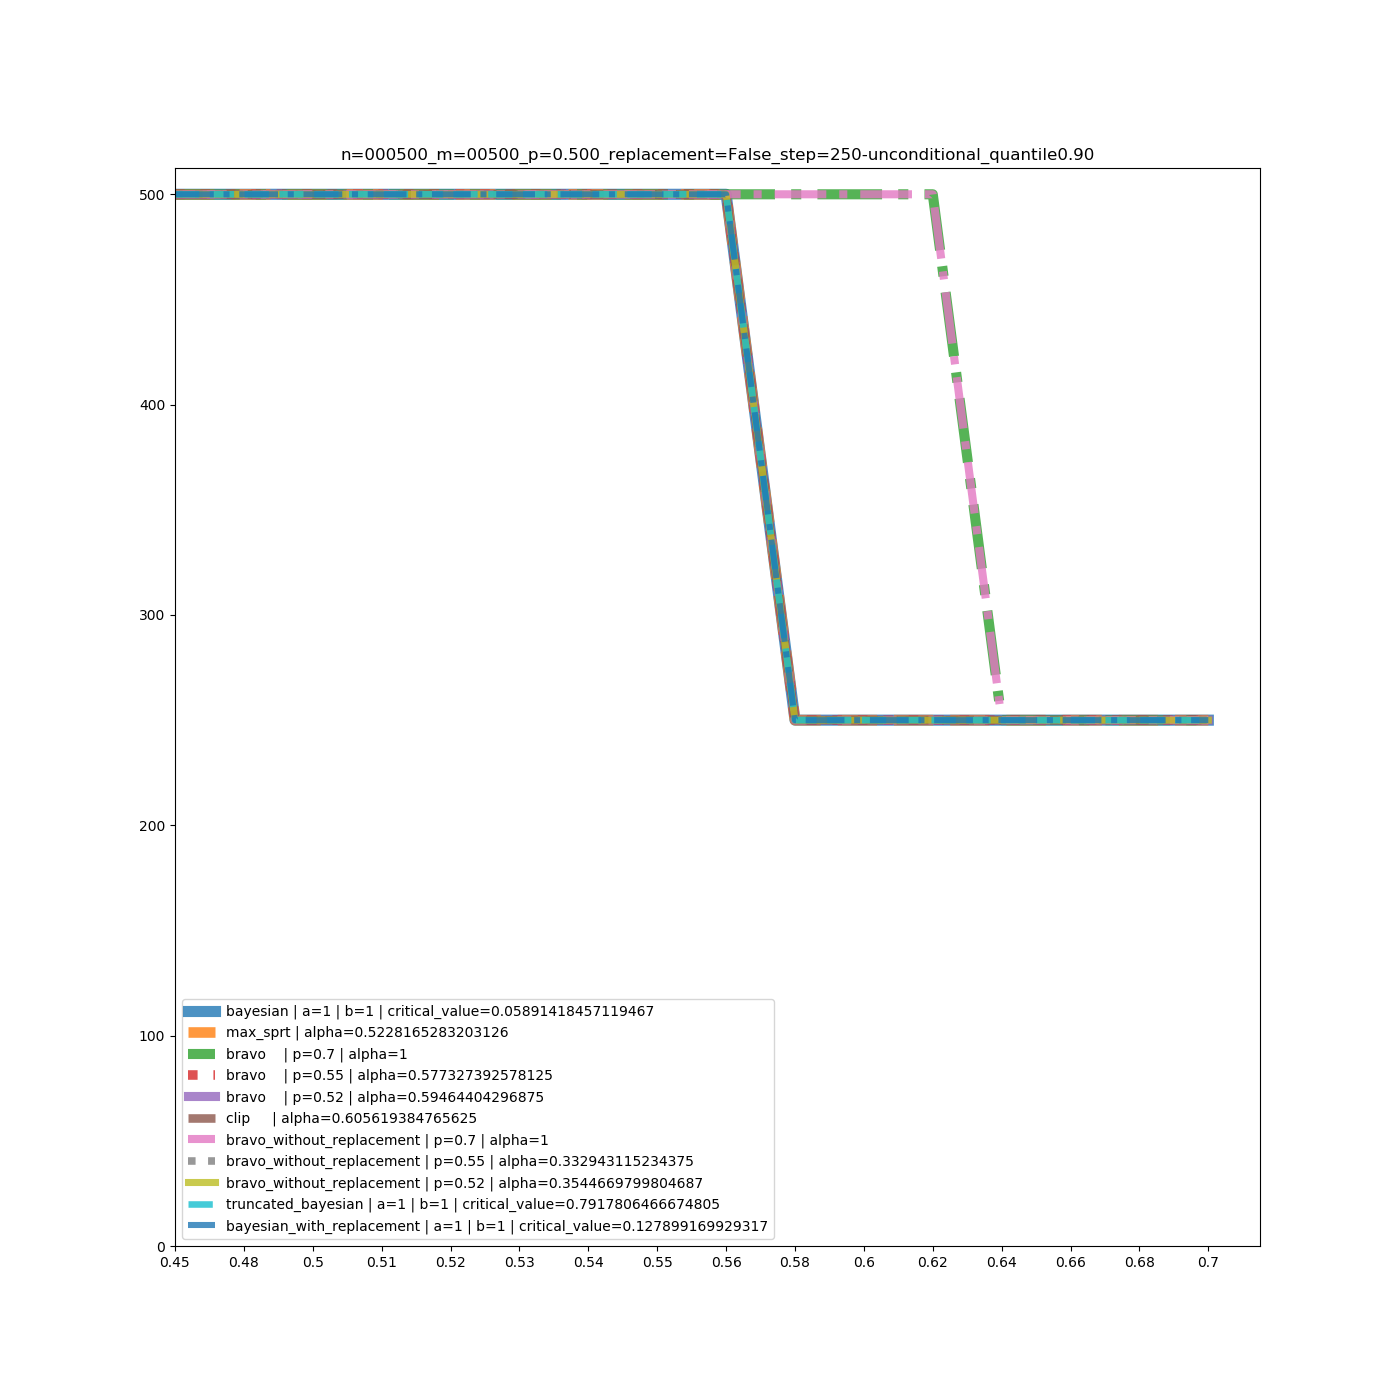 n=000500_m=00500_p=0.500_replacement=False_step=250-unconditional_quantile0.90
500
400
300
200
100
0
bayesian | a=1 | b=1 | critical_value=0.05891418457119467
max_sprt | alpha=0.5228165283203126
bravo    | p=0.7 | alpha=1
bravo    | p=0.55 | alpha=0.577327392578125
bravo    | p=0.52 | alpha=0.59464404296875
clip     | alpha=0.605619384765625
bravo_without_replacement | p=0.7 | alpha=1
bravo_without_replacement | p=0.55 | alpha=0.332943115234375
bravo_without_replacement | p=0.52 | alpha=0.3544669799804687
truncated_bayesian | a=1 | b=1 | critical_value=0.7917806466674805
bayesian_with_replacement | a=1 | b=1 | critical_value=0.127899169929317
0.45 0.48 0.5 0.51 0.52 0.53 0.54 0.55 0.56 0.58 0.6 0.62 0.64 0.66 0.68 0.7